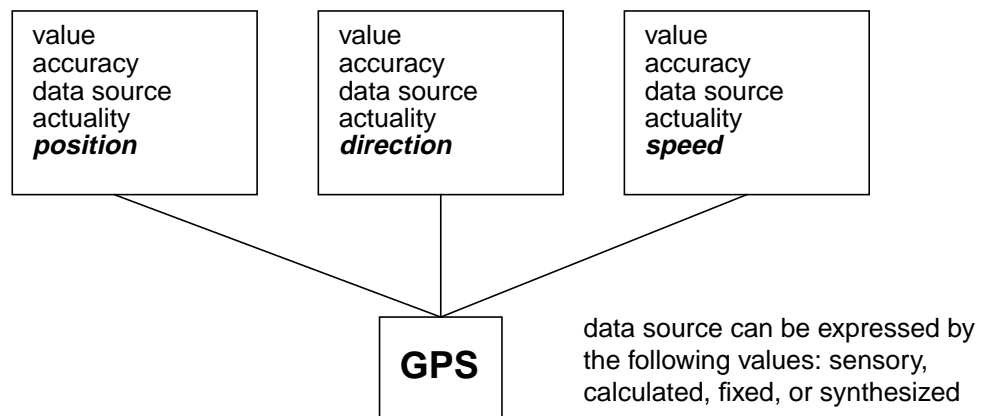 value
accuracy
data source
actuality
position
value
accuracy
data source
actuality
direction
value
accuracy
data source
actuality
speed
GPS
data source can be expressed by
the following values: sensory,
calculated, fixed, or synthesized